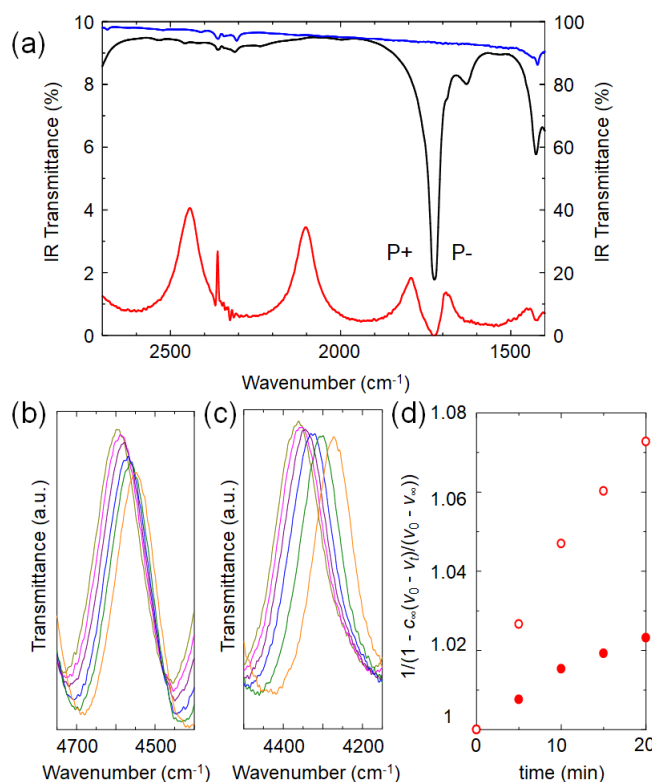 (a)
10
8
6
4
2
0
IR Transmittance (%)
100
80
60
40
20
0
IR Transmittance (%)
P+
P-
2500
2000
1500
Wavenumber (cm⁻¹)
(b)
Transmittance (a.u.)
4700
4500
Wavenumber (cm⁻¹)
(c)
Transmittance (a.u.)
4400
4200
Wavenumber (cm⁻¹)
(d)
1/(1 - c∞(ν₀ - νₜ)/(ν₀ - ν∞))
1.08
1.06
1.04
1.02
1
0
10
20
time (min)